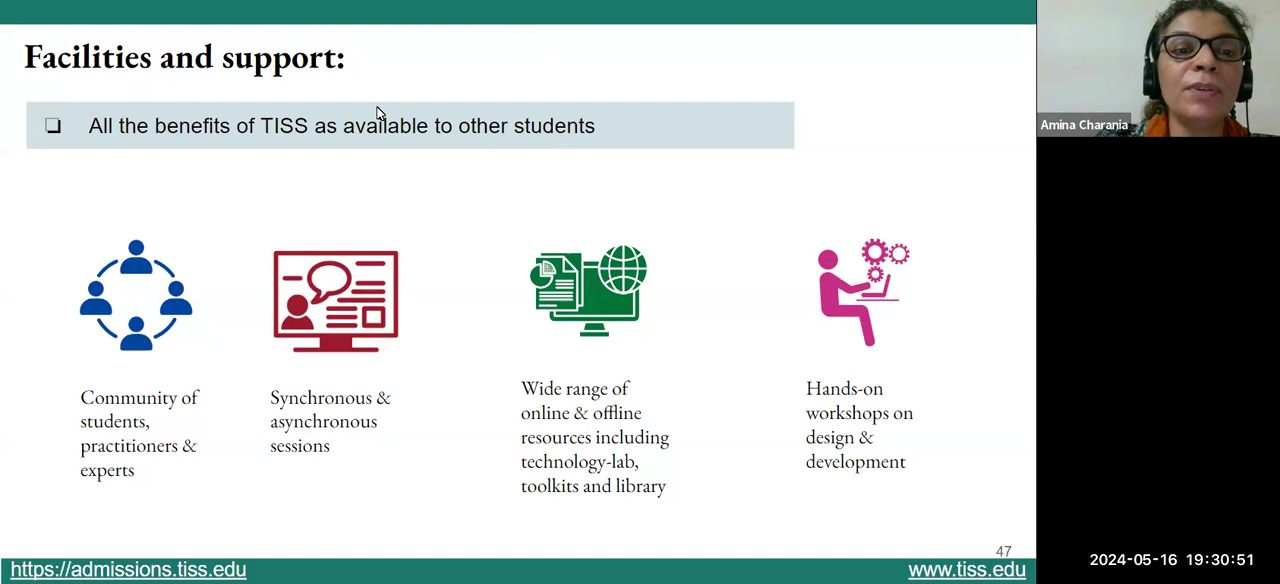 Facilities and support:
❏ All the benefits of TISS as available to other students
Community of
students,
practitioners &
experts
Synchronous &
asynchronous
sessions
Wide range of
online & offline
resources including
technology-lab,
toolkits and library
Hands-on
workshops on
design &
development
47
https://admissions.tiss.edu
www.tiss.edu
Amina Charania
2024-05-16 19:30:51